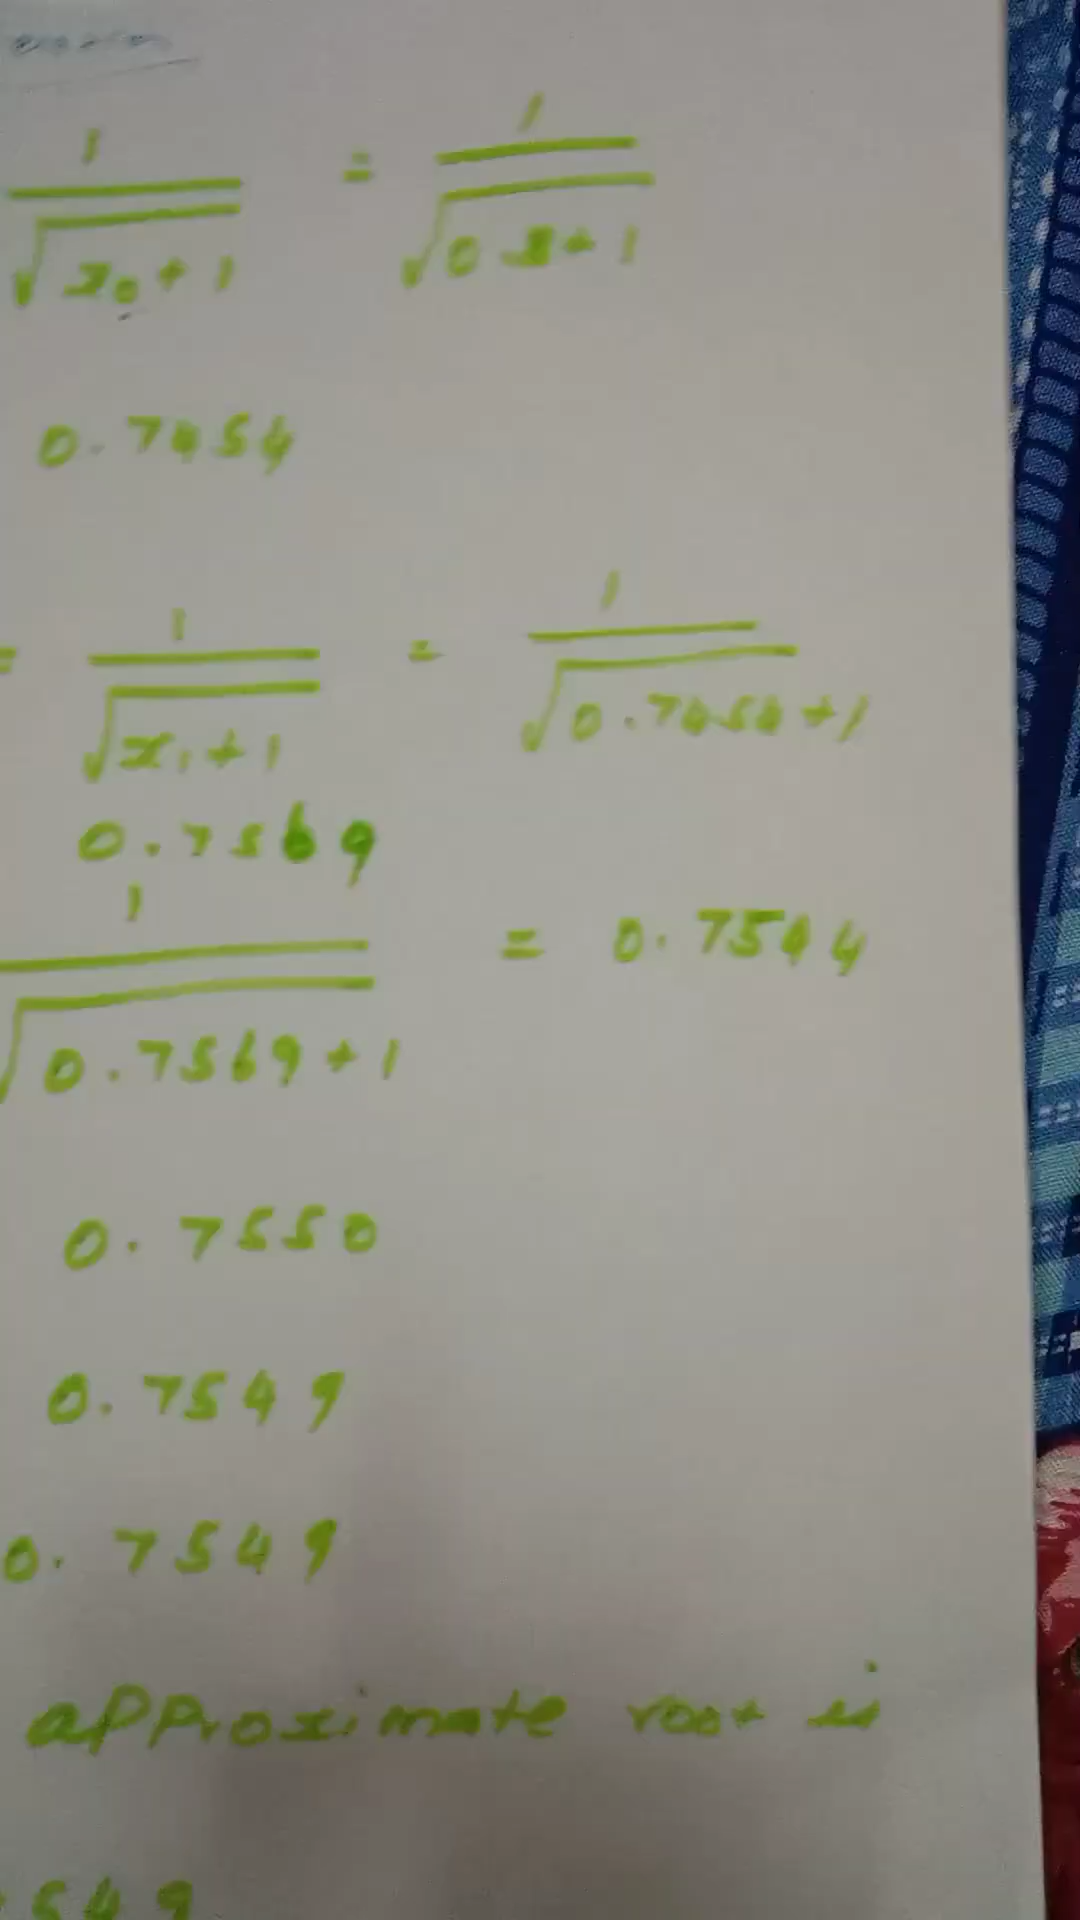 1/√(x₀+1) = 1/√(0.8+1)
0.7454
= 1/√(x₁+1) = 1/√(0.7454+1)
0.7569
1/√(0.7569+1) = 0.7544
0.7550
0.7549
0.7549
approximate root is
549